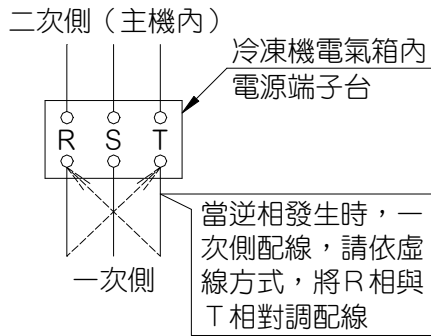 二次側（主機內）
冷凍機電氣箱內
電源端子台
R S T
當逆相發生時，一
次側配線，請依虛
線方式，將R相與
T相對調配線
一次側